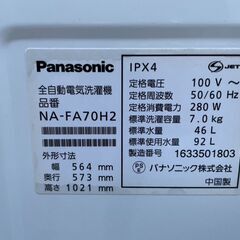 Panasonic
全自動電気洗濯機
品番
NA-FA70H2
外形寸法
幅 564 mm
奥行 573 mm
高さ 1021 mm
IPX4
JET
定格電圧 100 V～
定格周波数 50/60 Hz
定格消費電力 280 W
標準洗濯容量 7.0kg
標準水量 46 L
標準使用水量 92 L
製造番号 1633501803
PS
E
パナソニック株式会社
中国製